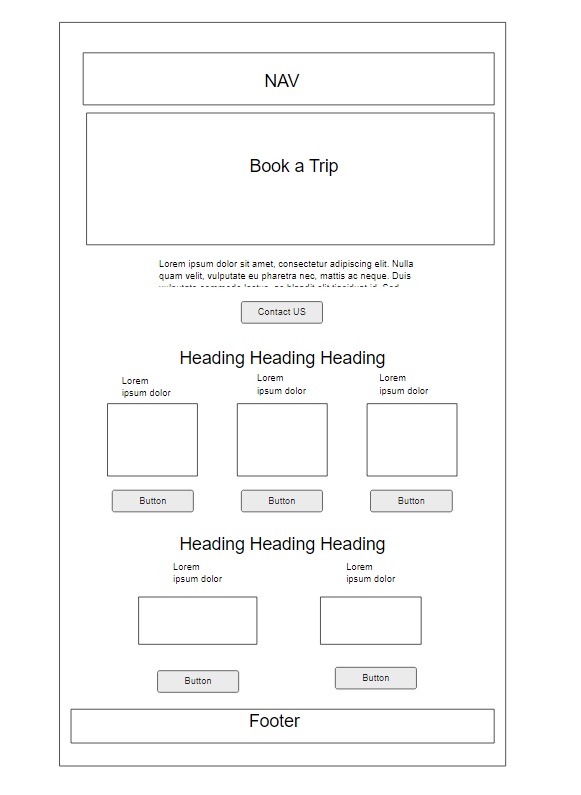 NAV
Book a Trip
Lorem ipsum dolor sit amet, consectetur adipiscing elit. Nulla
quam velit, vulputate eu pharetra nec, mattis ac neque. Duis
Contact US
Heading Heading Heading
Lorem
ipsum dolor
Lorem
ipsum dolor
Lorem
ipsum dolor
Button
Button
Button
Heading Heading Heading
Lorem
ipsum dolor
Lorem
ipsum dolor
Button
Button
Footer